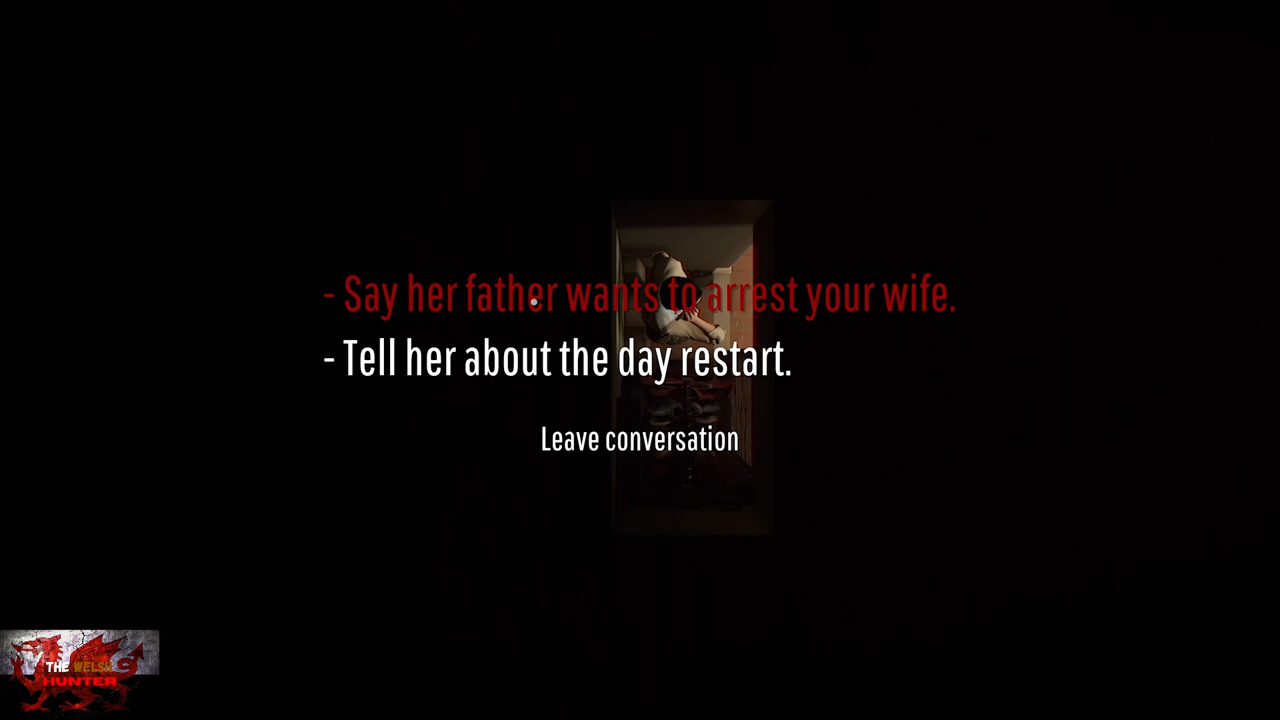 - Say her father wants to arrest your wife.
- Tell her about the day restart.
Leave conversation
THE WELSH
HUNTER